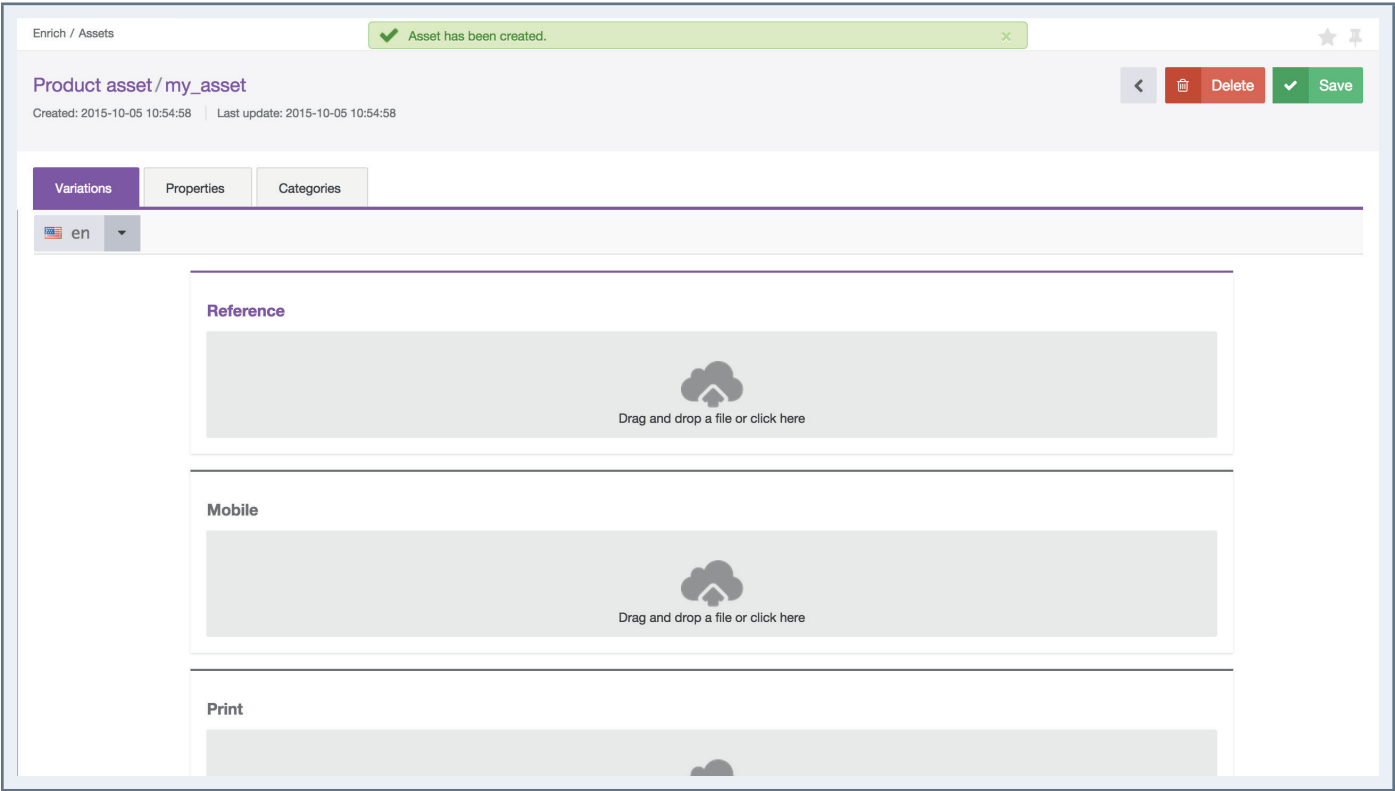 Enrich / Assets
Asset has been created.
×
Product asset / my_asset
Delete
Save
Created: 2015-10-05 10:54:58 | Last update: 2015-10-05 10:54:58
Variations
Properties
Categories
en
Reference
Drag and drop a file or click here
Mobile
Drag and drop a file or click here
Print